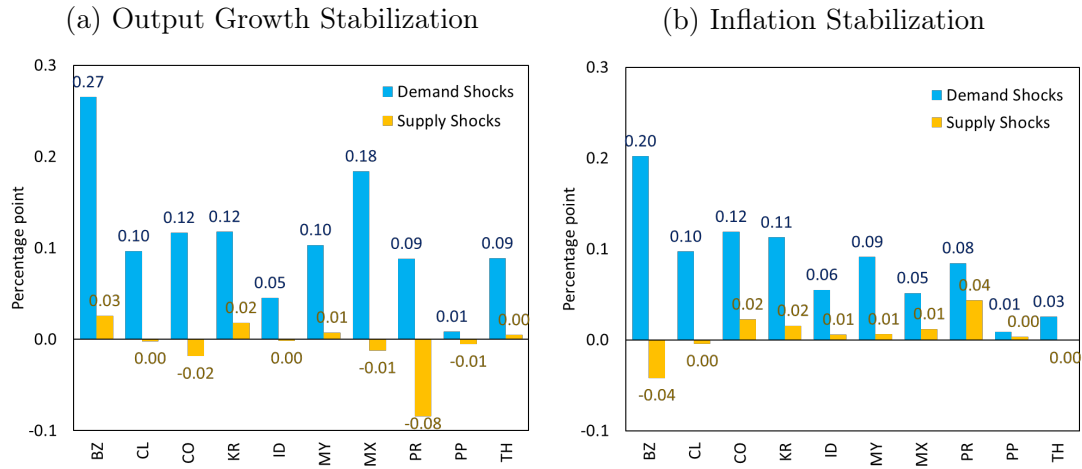 (a) Output Growth Stabilization
0.3
0.2
0.1
0.0
-0.1
Percentage point
Demand Shocks
Supply Shocks
0.27
0.03
0.10
0.00
0.12
-0.02
0.12
0.02
0.05
0.00
0.10
0.01
0.18
-0.01
0.09
-0.08
0.01
-0.01
0.09
0.00
BZ
CL
CO
KR
ID
MY
MX
PR
PP
TH
(b) Inflation Stabilization
0.3
0.2
0.1
0.0
-0.1
Percentage point
Demand Shocks
Supply Shocks
0.20
-0.04
0.10
0.00
0.12
0.02
0.11
0.02
0.06
0.01
0.09
0.01
0.05
0.01
0.08
0.04
0.01
0.00
0.03
0.00
BZ
CL
CO
KR
ID
MY
MX
PR
PP
TH